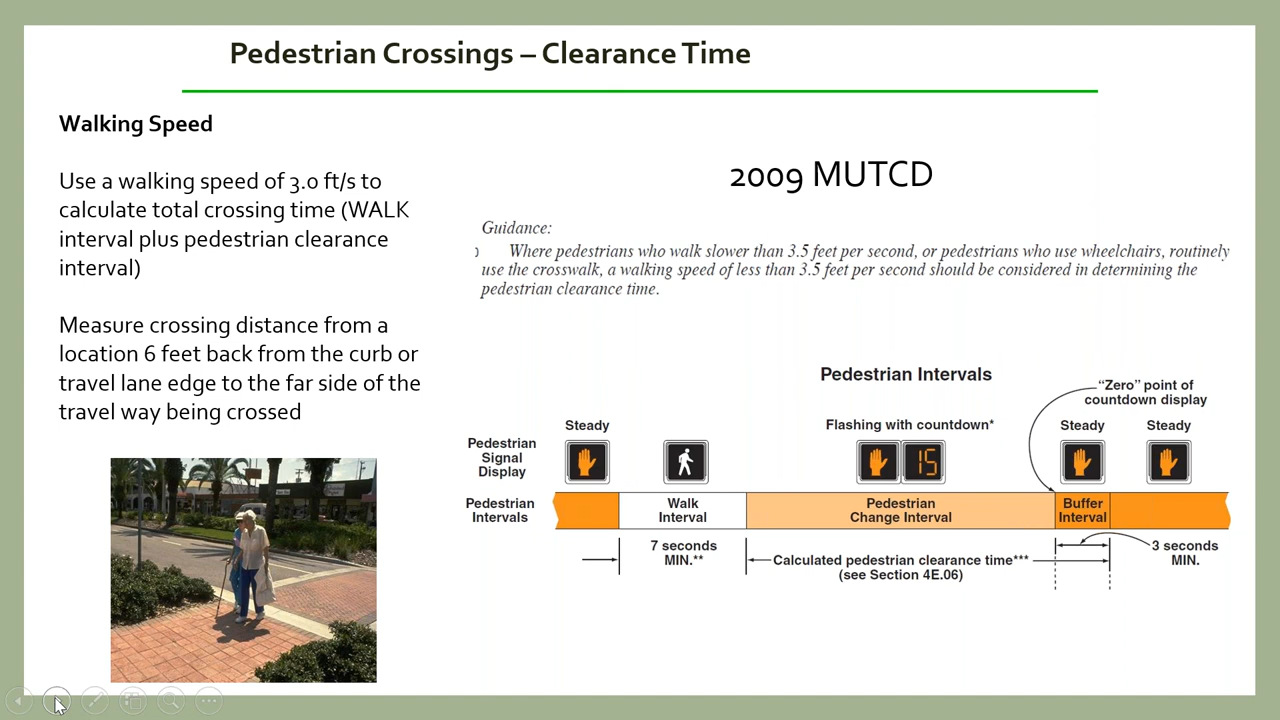 Pedestrian Crossings – Clearance Time
Walking Speed
Use a walking speed of 3.0 ft/s to
calculate total crossing time (WALK
interval plus pedestrian clearance
interval)
Measure crossing distance from a
location 6 feet back from the curb or
travel lane edge to the far side of the
travel way being crossed
2009 MUTCD
Guidance:
Where pedestrians who walk slower than 3.5 feet per second, or pedestrians who use wheelchairs, routinely
use the crosswalk, a walking speed of less than 3.5 feet per second should be considered in determining the
pedestrian clearance time.
Pedestrian Intervals
“Zero” point of
countdown display
Steady
Flashing with countdown*
Steady
Steady
Pedestrian
Signal
Display
15
Pedestrian
Intervals
Walk
Interval
Pedestrian
Change Interval
Buffer
Interval
7 seconds
MIN.**
Calculated pedestrian clearance time***
(see Section 4E.06)
3 seconds
MIN.